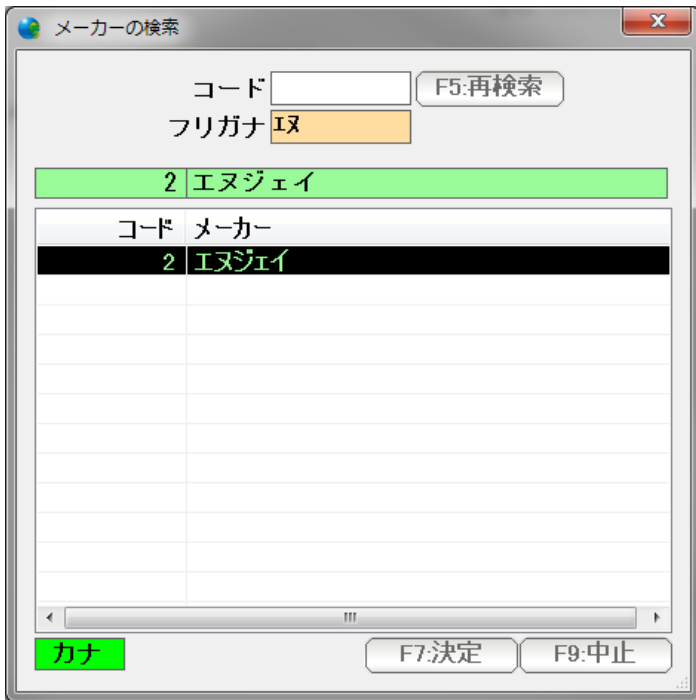 メーカーの検索
コード F5:再検索
フリガナ ｴﾇ
2 エヌジェイ
コード メーカー
2 エヌジェイ
カナ F7:決定 F9:中止